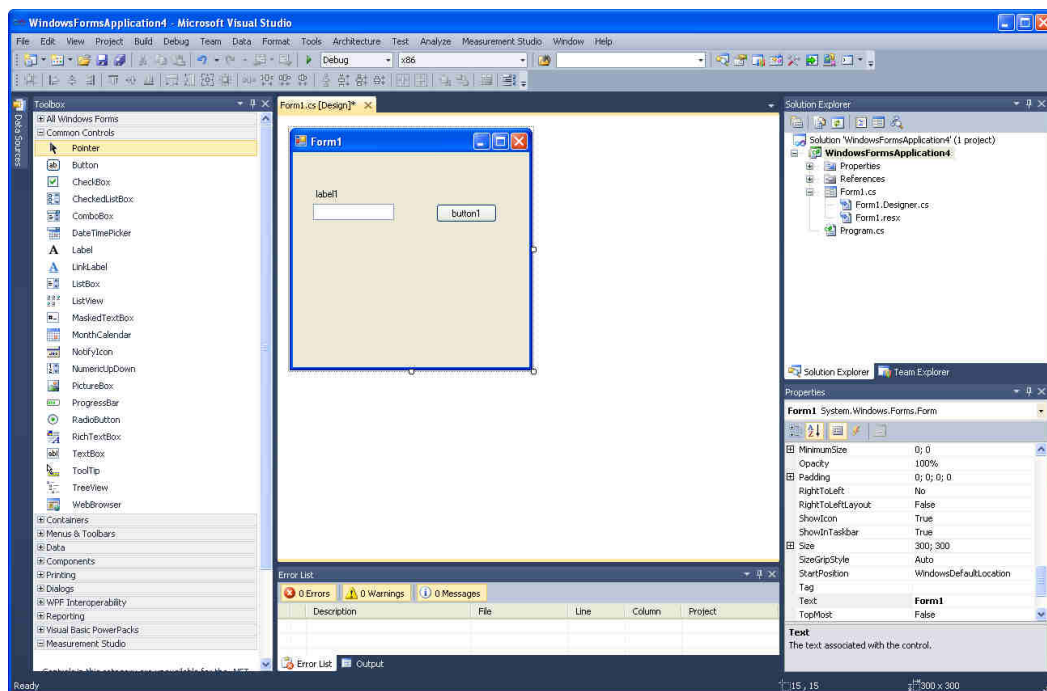 WindowsFormsApplication4 - Microsoft Visual Studio
File Edit View Project Build Debug Team Data Format Tools Architecture Test Analyze Measurement Studio Window Help
Debug x86
Data Sources
Toolbox
All Windows Forms
Common Controls
Pointer
Button
CheckBox
CheckedListBox
ComboBox
DateTimePicker
Label
LinkLabel
ListBox
ListView
MaskedTextBox
MonthCalendar
NotifyIcon
NumericUpDown
PictureBox
ProgressBar
RadioButton
RichTextBox
TextBox
ToolTip
TreeView
WebBrowser
Containers
Menus & Toolbars
Data
Components
Printing
Dialogs
WPF Interoperability
Reporting
Visual Basic PowerPacks
Measurement Studio
Form1.cs [Design]*
Form1
label1
button1
Error List
0 Errors 0 Warnings 0 Messages
Description File Line Column Project
Error List Output
Solution Explorer
Solution 'WindowsFormsApplication4' (1 project)
WindowsFormsApplication4
Properties
References
Form1.cs
Form1.Designer.cs
Form1.resx
Program.cs
Solution Explorer Team Explorer
Properties
Form1 System.Windows.Forms.Form
MinimumSize 0; 0
Opacity 100%
Padding 0; 0; 0; 0
RightToLeft No
RightToLeftLayout False
ShowIcon True
ShowInTaskbar True
Size 300; 300
SizeGripStyle Auto
StartPosition WindowsDefaultLocation
Tag
Text Form1
TopMost False
Text
The text associated with the control.
Ready 15 , 15 300 x 300